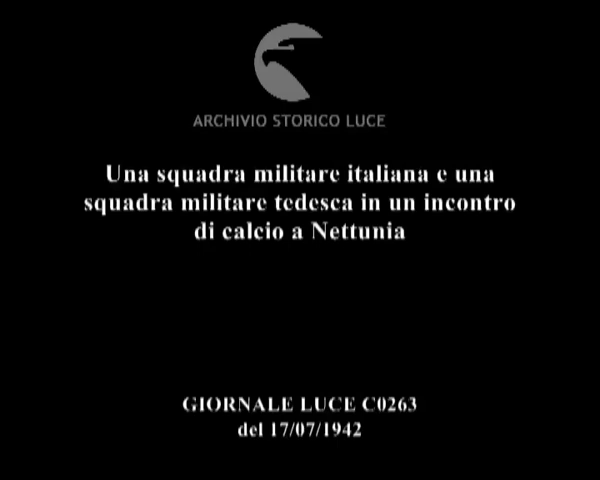 ARCHIVIO STORICO LUCE
Una squadra militare italiana e una
squadra militare tedesca in un incontro
di calcio a Nettunia
GIORNALE LUCE C0263
del 17/07/1942